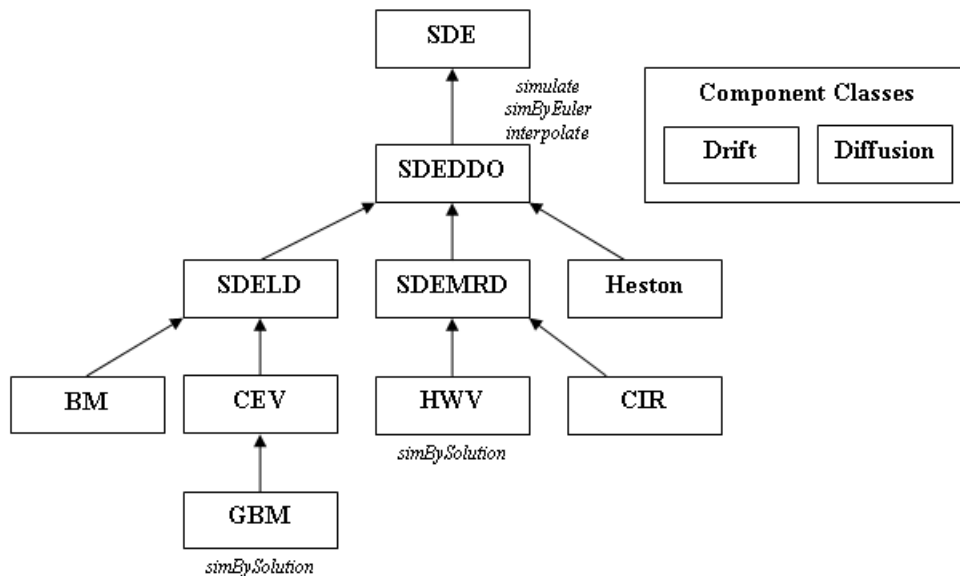 SDE
simulate
simByEuler
interpolate
Component Classes
Drift
Diffusion
SDEDDO
SDELD
SDEMRD
Heston
BM
CEV
HWV
CIR
simBySolution
GBM
simBySolution